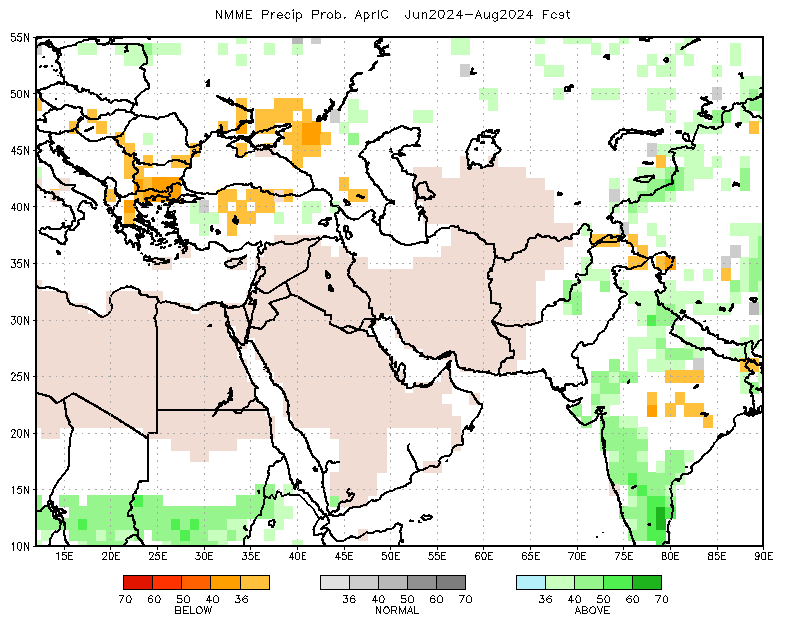 NMME Precip Prob. AprIC  Jun2024–Aug2024 Fcst
55N
50N
45N
40N
35N
30N
25N
20N
15N
10N
15E 20E 25E 30E 35E 40E 45E 50E 55E 60E 65E 70E 75E 80E 85E 90E
70 60 50 40 36
BELOW
36 40 50 60 70
NORMAL
36 40 50 60 70
ABOVE